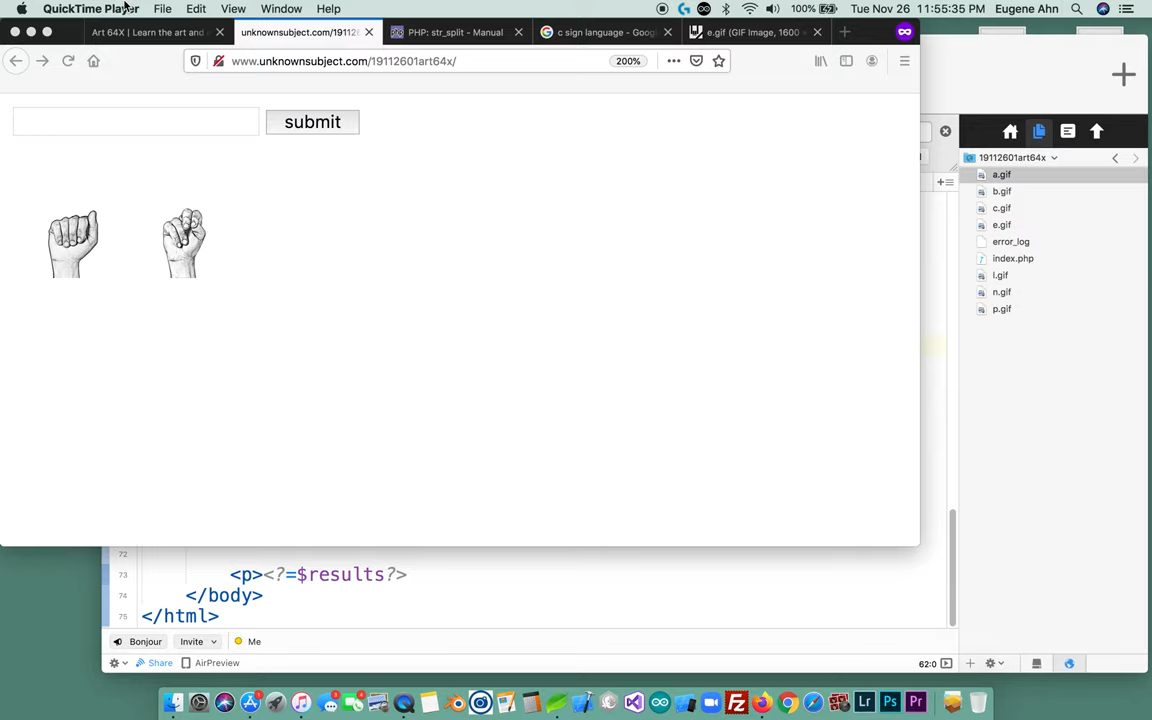 QuickTime Player File Edit View Window Help 100% Tue Nov 26 11:55:35 PM Eugene Ahn
Art 64X | Learn the art and
unknownsubject.com/19112
PHP: str_split - Manual
c sign language - Goog
e.gif (GIF Image, 1600
www.unknownsubject.com/19112601art64x/ 200%
submit
19112601art64x
a.gif
b.gif
c.gif
e.gif
error_log
index.php
l.gif
n.gif
p.gif
72
73 <p><?=$results?>
74 </body>
75 </html>
Bonjour Invite Me
Share AirPreview 62:0
Lr Ps Pr